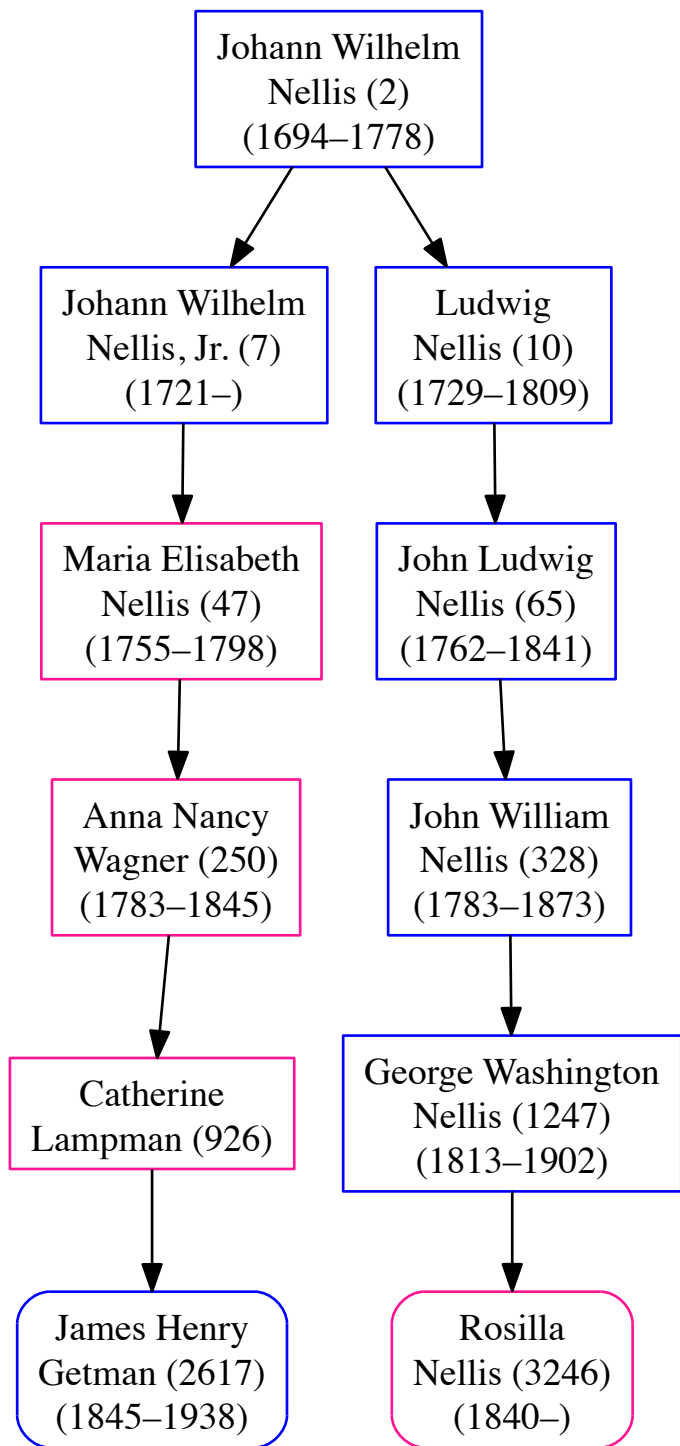 Johann Wilhelm
Nellis (2)
(1694–1778)
Johann Wilhelm
Nellis, Jr. (7)
(1721–)
Ludwig
Nellis (10)
(1729–1809)
Maria Elisabeth
Nellis (47)
(1755–1798)
John Ludwig
Nellis (65)
(1762–1841)
Anna Nancy
Wagner (250)
(1783–1845)
John William
Nellis (328)
(1783–1873)
Catherine
Lampman (926)
George Washington
Nellis (1247)
(1813–1902)
James Henry
Getman (2617)
(1845–1938)
Rosilla
Nellis (3246)
(1840–)